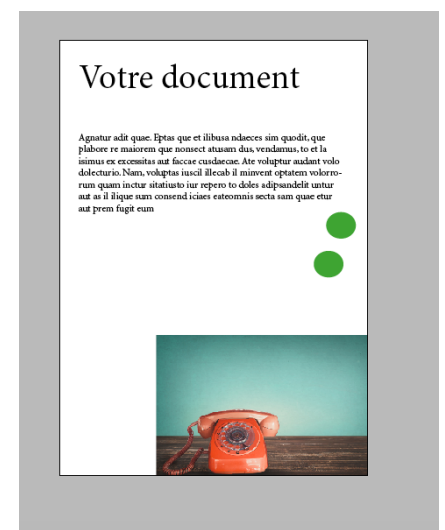 Votre document
Agnatur adit quae. Eptas que et ilibusa ndaeces sim quodit, que
plabore re maiorem que nonsect atusam dus, vendamus, to et la
isimus ex excessitas aut faccae cusdaecae. Ate voluptur audant volo
dolecturio. Nam, voluptas iuscil illecab il minvent optatem volorro-
rum quam inctur sitatiusto iur repero to doles adipsandelit untur
aut as il ilique sum consend iciaes eateomnis secta sam quae etur
aut prem fugit eum